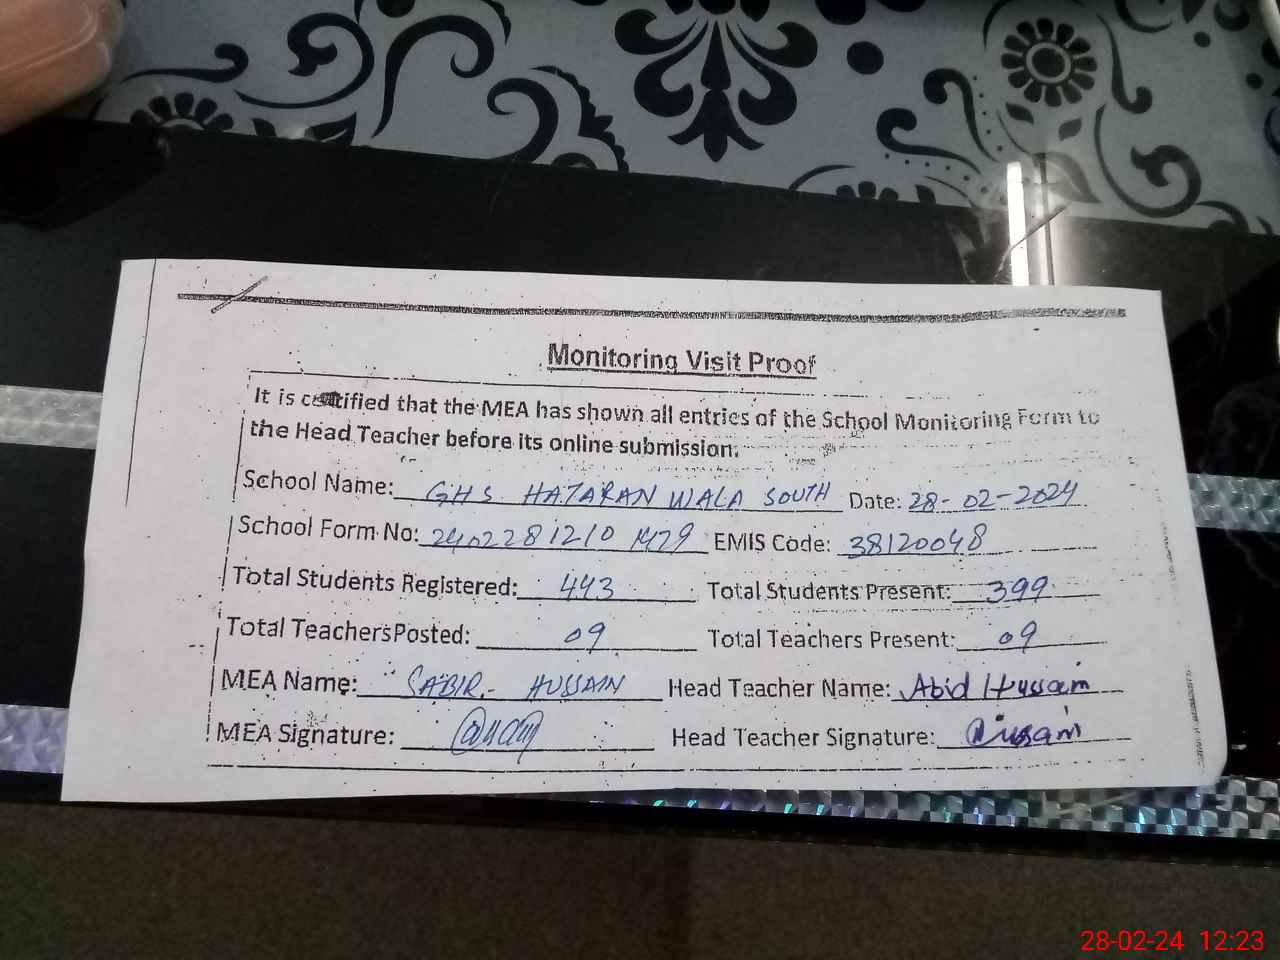 Monitoring Visit Proof
It is certified that the MEA has shown all entries of the School Monitoring Form to
the Head Teacher before its online submission.
School Name: GHS HATARAN WALA SOUTH Date: 28-02-2024
School Form No: 2402281210 1429 EMIS Code: 38120048
Total Students Registered: 443 Total Students Present: 399
Total Teachers Posted: 09 Total Teachers Present: 09
MEA Name: SABIR HUSSAIN Head Teacher Name: Abid Hussain
MEA Signature: Head Teacher Signature:
28-02-24 12:23